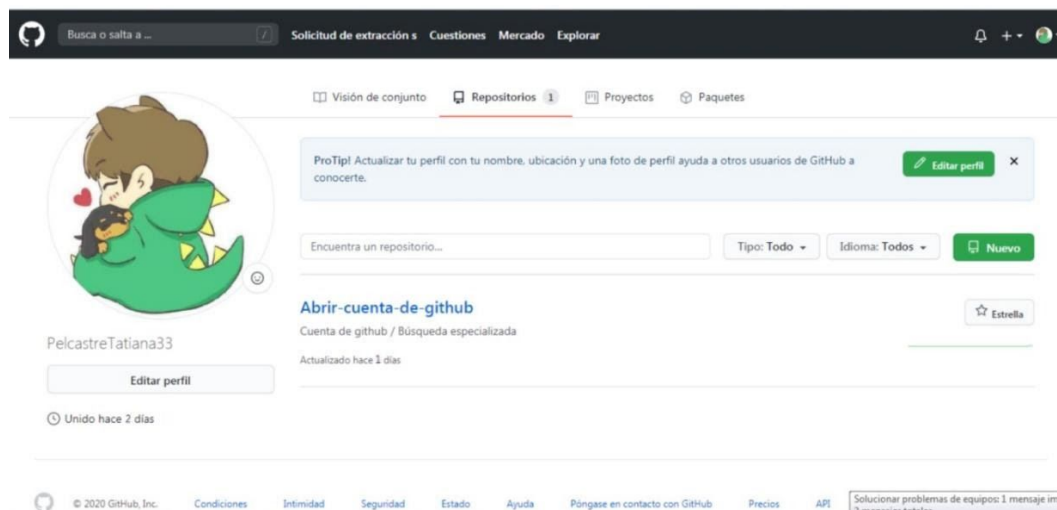 Busca o salta a ... / Solicitud de extracción s Cuestiones Mercado Explorar
Visión de conjunto Repositorios 1 Proyectos Paquetes
ProTip! Actualizar tu perfil con tu nombre, ubicación y una foto de perfil ayuda a otros usuarios de GitHub a
conocerte.
Editar perfil
Encuentra un repositorio... Tipo: Todo Idioma: Todos Nuevo
Abrir-cuenta-de-github
Estrella
Cuenta de github / Búsqueda especializada
Actualizado hace 1 días
PelcastreTatiana33
Editar perfil
Unido hace 2 días
© 2020 GitHub, Inc. Condiciones Intimidad Seguridad Estado Ayuda Póngase en contacto con GitHub Precios API
Solucionar problemas de equipos: 1 mensaje im